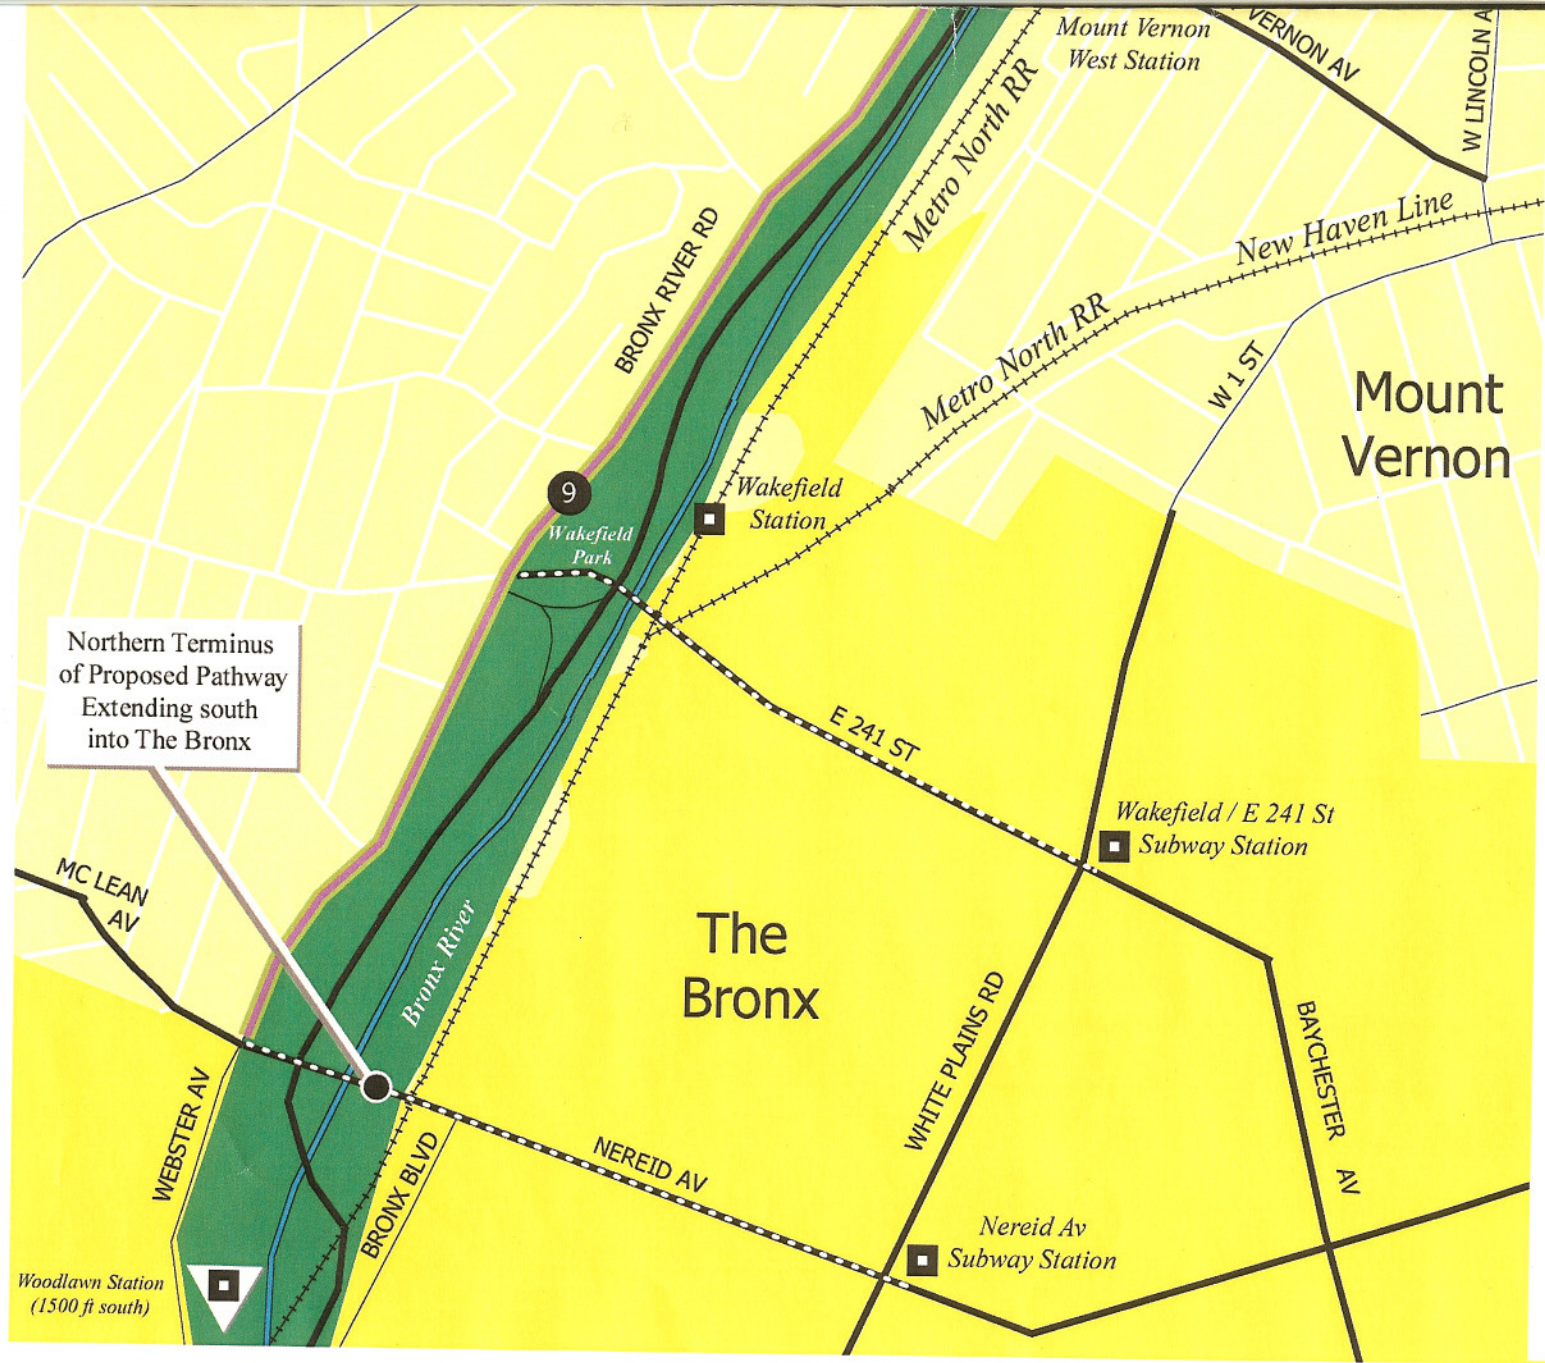 Mount Vernon
West Station
VERNON AV
W LINCOLN A
Metro North RR
New Haven Line
BRONX RIVER RD
Metro North RR
W 1 ST
Mount
Vernon
9
Wakefield
Station
Wakefield
Park
Northern Terminus
of Proposed Pathway
Extending south
into The Bronx
E 241 ST
Wakefield / E 241 St
Subway Station
MC LEAN
AV
The
Bronx
Bronx River
WHITE PLAINS RD
BAYCHESTER
AV
WEBSTER AV
BRONX BLVD
NEREID AV
Nereid Av
Subway Station
Woodlawn Station
(1500 ft south)